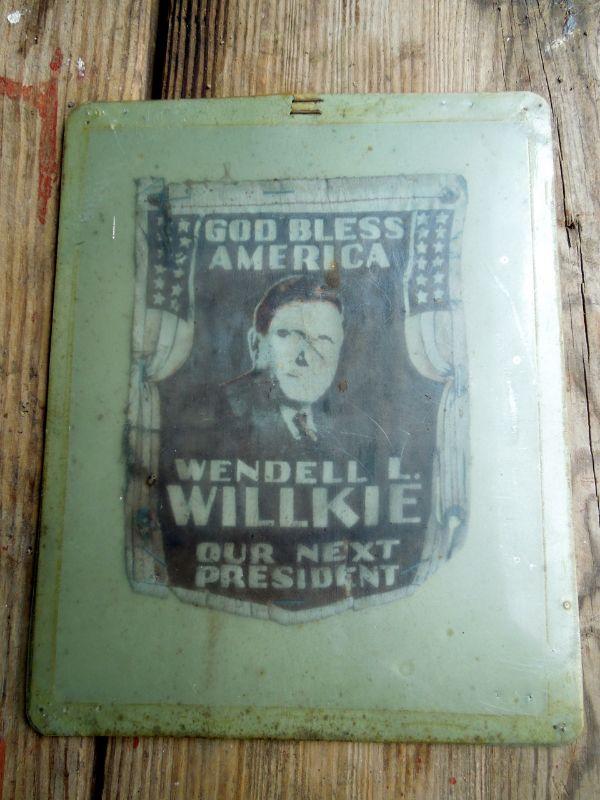 GOD BLESS
AMERICA
WENDELL L.
WILLKIE
OUR NEXT
PRESIDENT